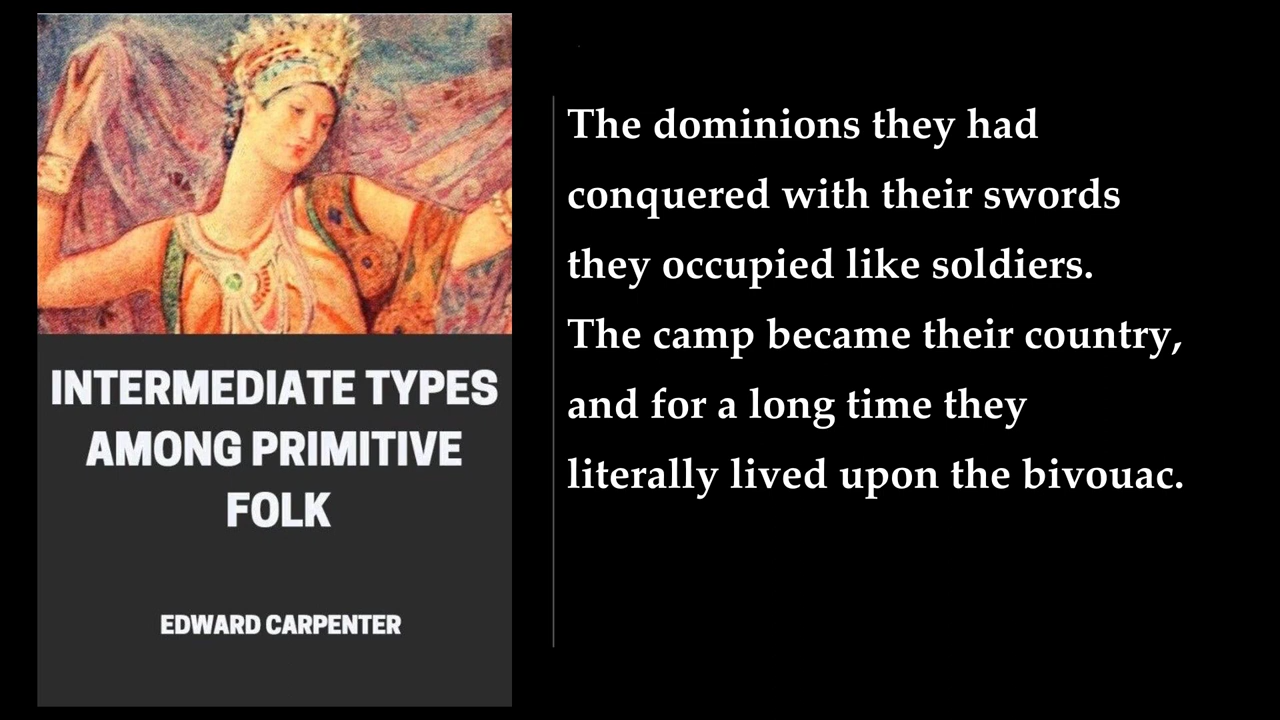 INTERMEDIATE TYPES
AMONG PRIMITIVE
FOLK
EDWARD CARPENTER
The dominions they had
conquered with their swords
they occupied like soldiers.
The camp became their country,
and for a long time they
literally lived upon the bivouac.